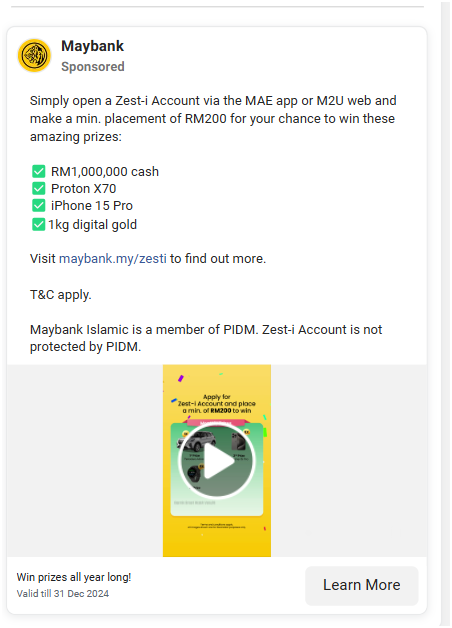 Maybank
Sponsored
Simply open a Zest-i Account via the MAE app or M2U web and
make a min. placement of RM200 for your chance to win these
amazing prizes:
✅ RM1,000,000 cash
✅ Proton X70
✅ iPhone 15 Pro
✅ 1kg digital gold
Visit maybank.my/zesti to find out more.
T&C apply.
Maybank Islamic is a member of PIDM. Zest-i Account is not
protected by PIDM.
Apply for
Zest-i Account and place
a min. of RM200 to win
Win prizes all year long!
Valid till 31 Dec 2024
Learn More